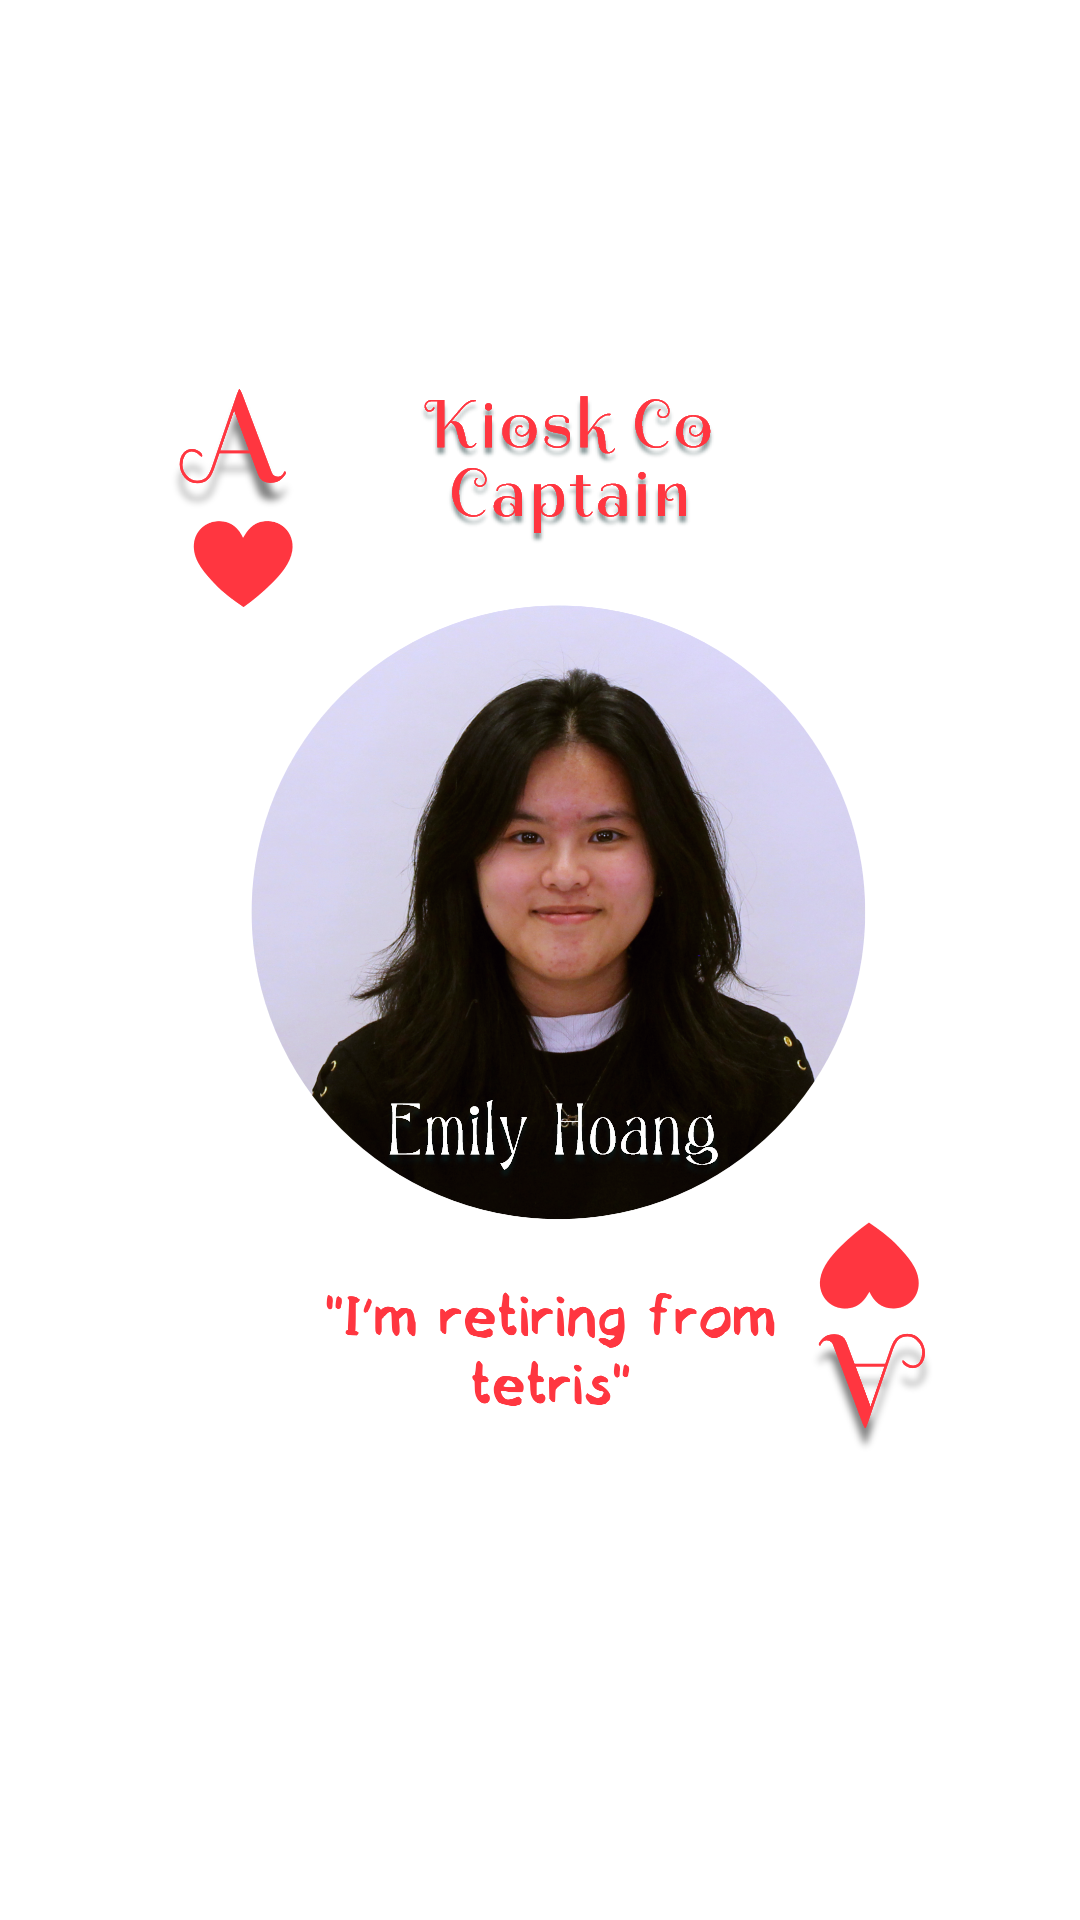 A
Kiosk Co
Captain
Emily Hoang
"I'm retiring from
tetris"
A